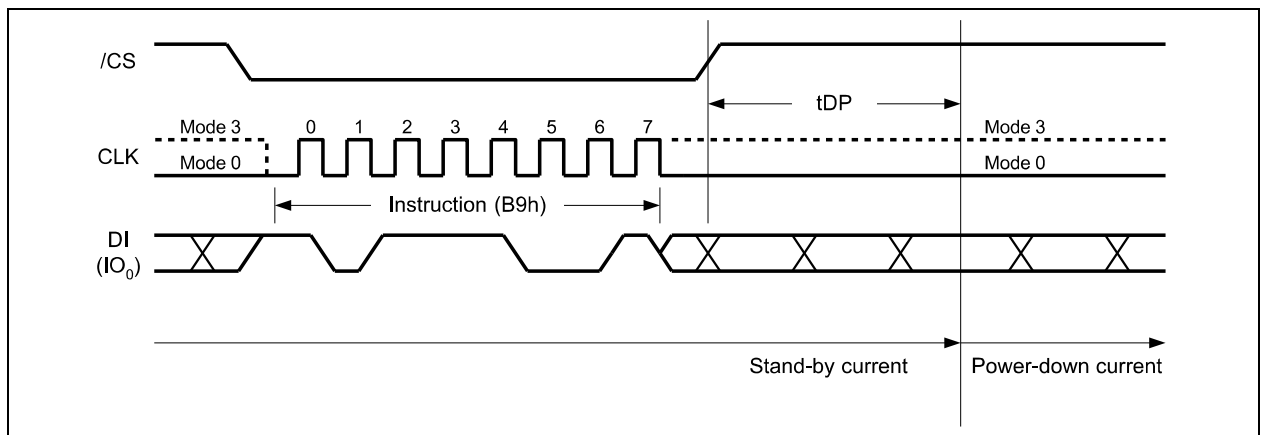 /CS
tDP
Mode 3 0 1 2 3 4 5 6 7 Mode 3
CLK
Mode 0 Mode 0
Instruction (B9h)
DI
(IO₀)
Stand-by current Power-down current